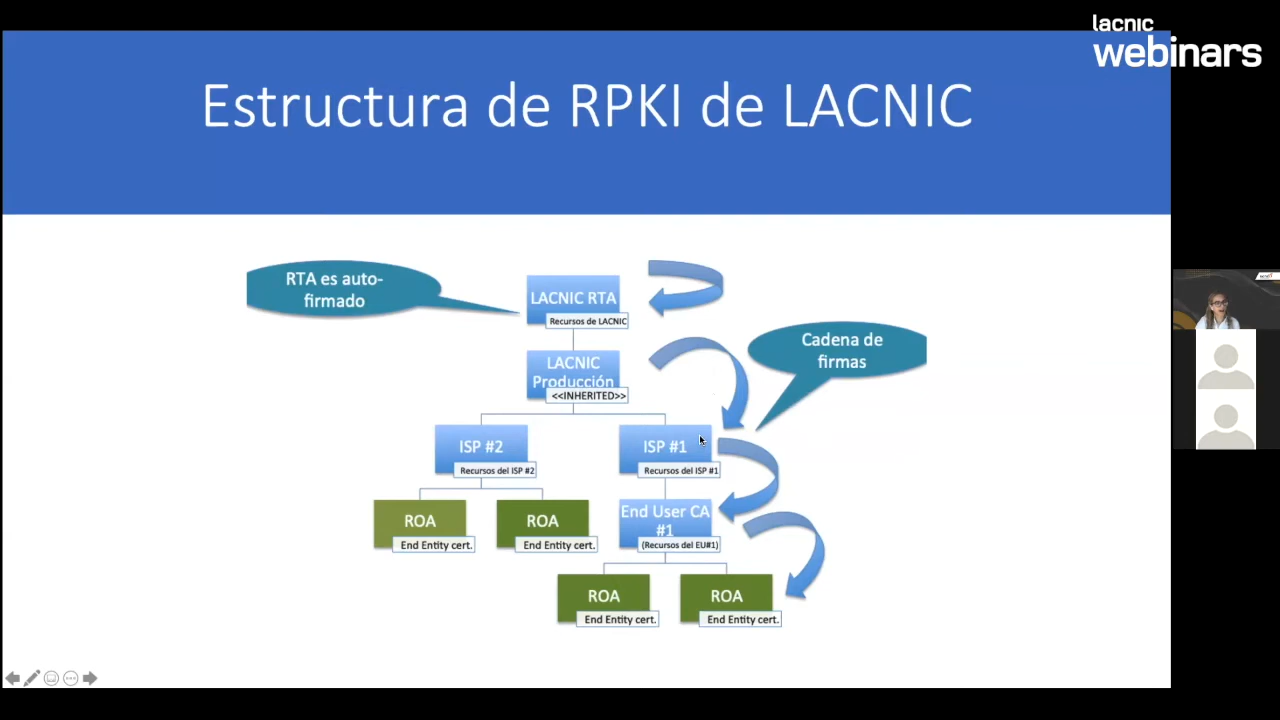 lacnic
webinars
Estructura de RPKI de LACNIC
RTA es auto-
firmado
LACNIC RTA
Recursos de LACNIC
LACNIC
Producción
<<INHERITED>>
Cadena de
firmas
ISP #2
Recursos del ISP #2
ISP #1
Recursos del ISP #1
ROA
End Entity cert.
ROA
End Entity cert.
End User CA
#1
(Recursos del EU#1)
ROA
End Entity cert.
ROA
End Entity cert.